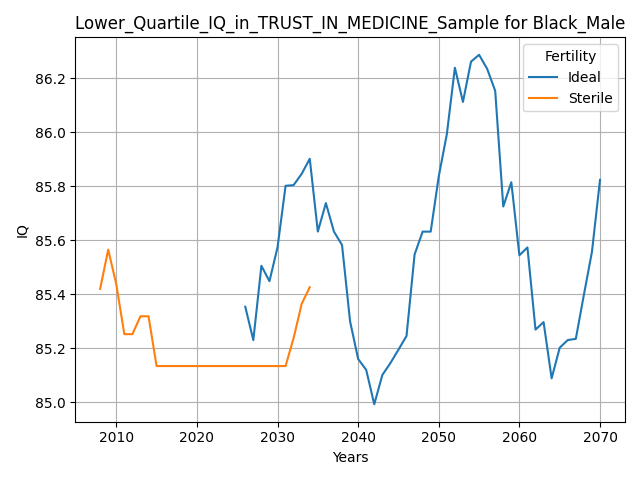 Lower_Quartile_IQ_in_TRUST_IN_MEDICINE_Sample for Black_Male
Fertility
Ideal
Sterile
86.2
86.0
85.8
85.6
85.4
85.2
85.0
IQ
2010 2020 2030 2040 2050 2060 2070
Years